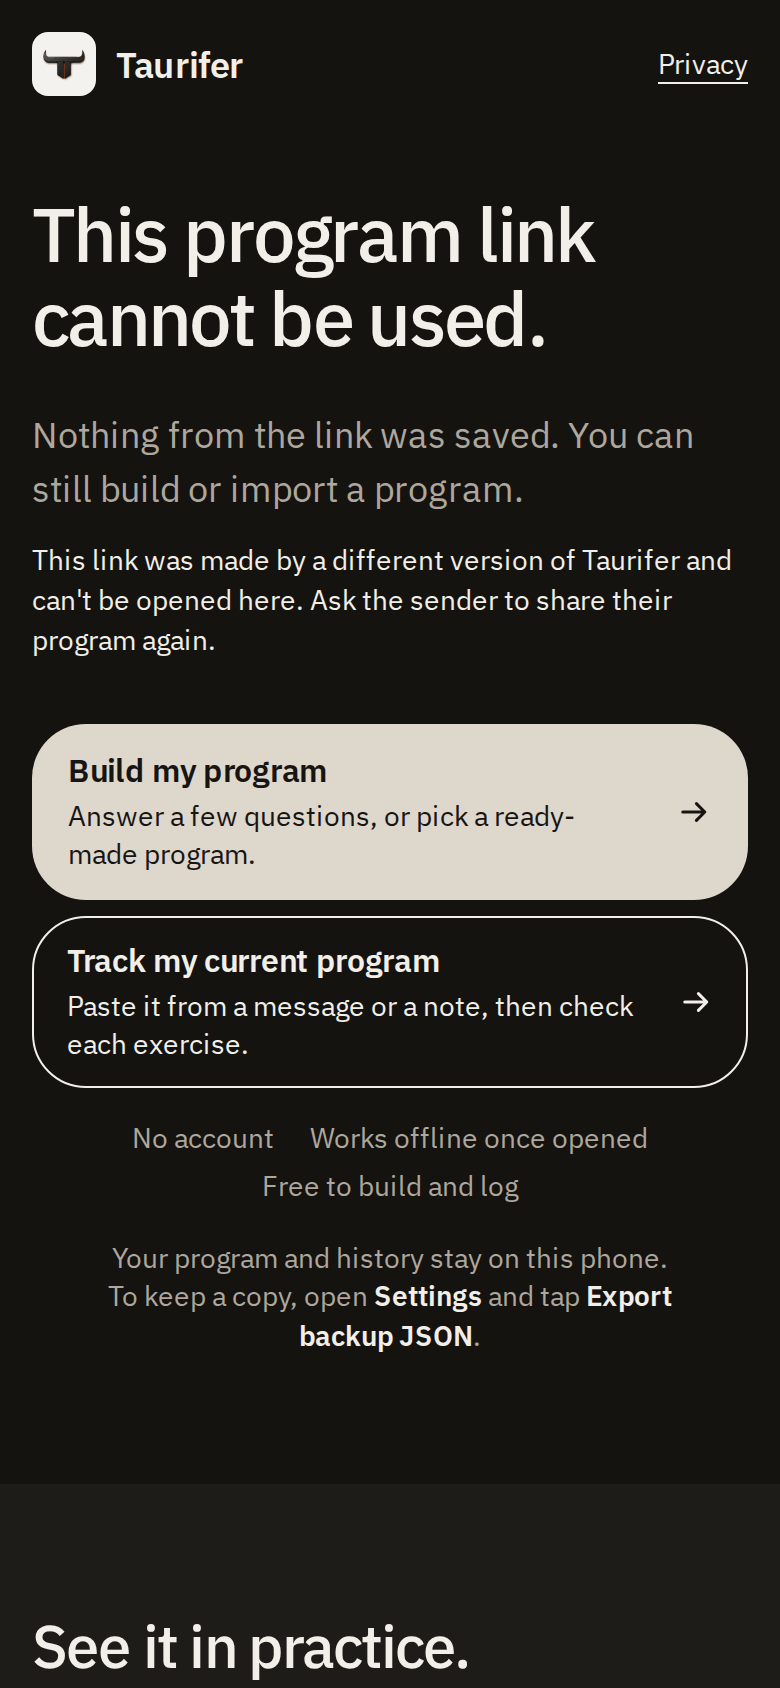 Taurifer
Privacy
This program link
cannot be used.
Nothing from the link was saved. You can
still build or import a program.
This link was made by a different version of Taurifer and
can't be opened here. Ask the sender to share their
program again.
Build my program
Answer a few questions, or pick a ready-
made program.
→
Track my current program
Paste it from a message or a note, then check
each exercise.
→
No account Works offline once opened
Free to build and log
Your program and history stay on this phone.
To keep a copy, open Settings and tap Export
backup JSON.
See it in practice.